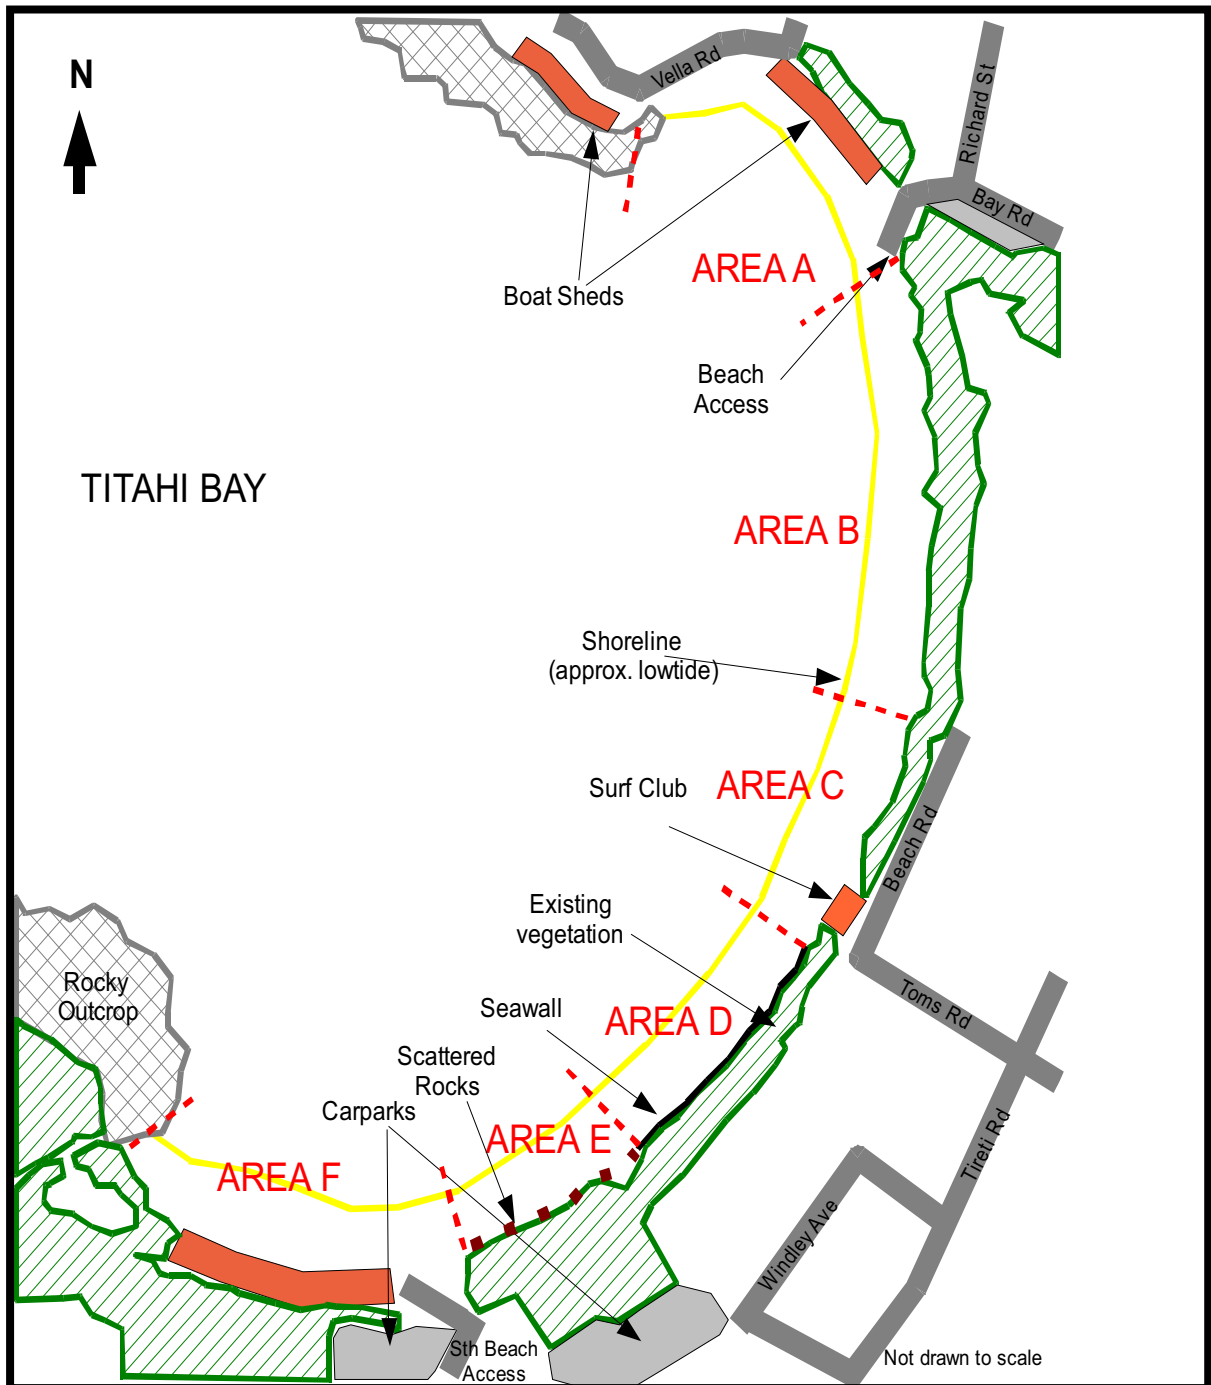 N
Vella Rd
Richard St
Bay Rd
AREA A
Boat Sheds
Beach
Access
TITAHI BAY
AREA B
Shoreline
(approx. lowtide)
Surf Club
AREA C
Beach Rd
Existing
vegetation
Rocky
Outcrop
Seawall
AREA D
Toms Rd
Scattered
Rocks
Carparks
AREA E
AREA F
Tireti Rd
Windley Ave
Sth Beach
Access
Not drawn to scale